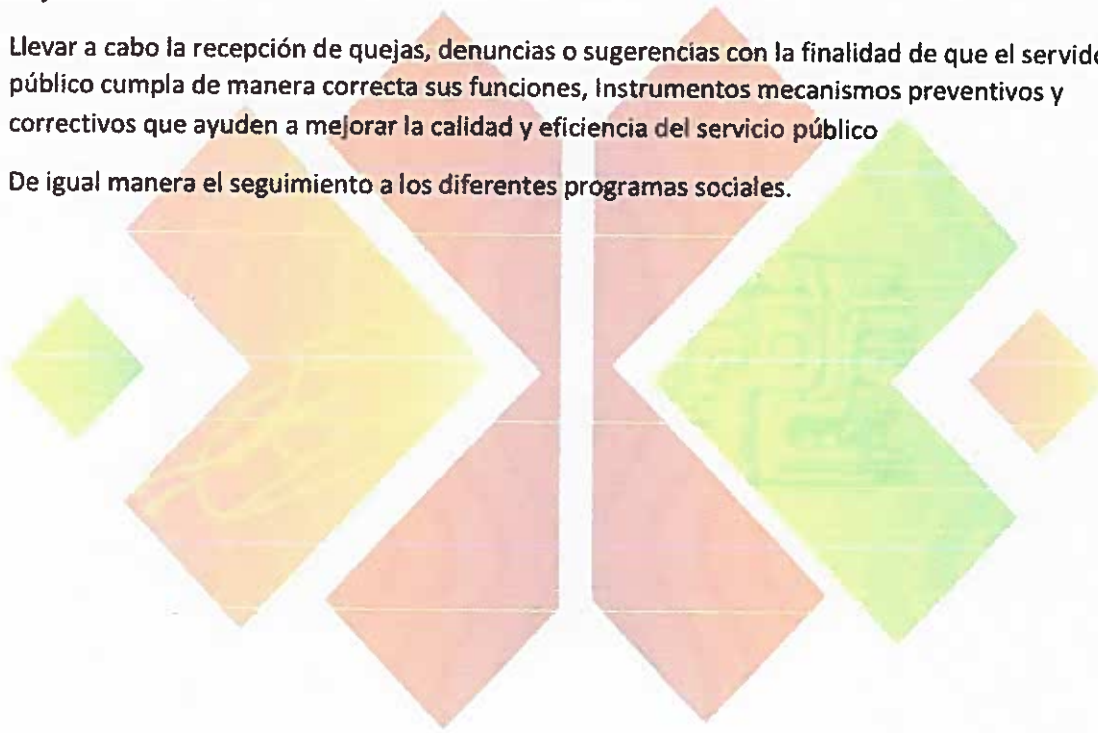 Llevar a cabo la recepción de quejas, denuncias o sugerencias con la finalidad de que el servid
público cumpla de manera correcta sus funciones, Instrumentos mecanismos preventivos y
correctivos que ayuden a mejorar la calidad y eficiencia del servicio público
De igual manera el seguimiento a los diferentes programas sociales.